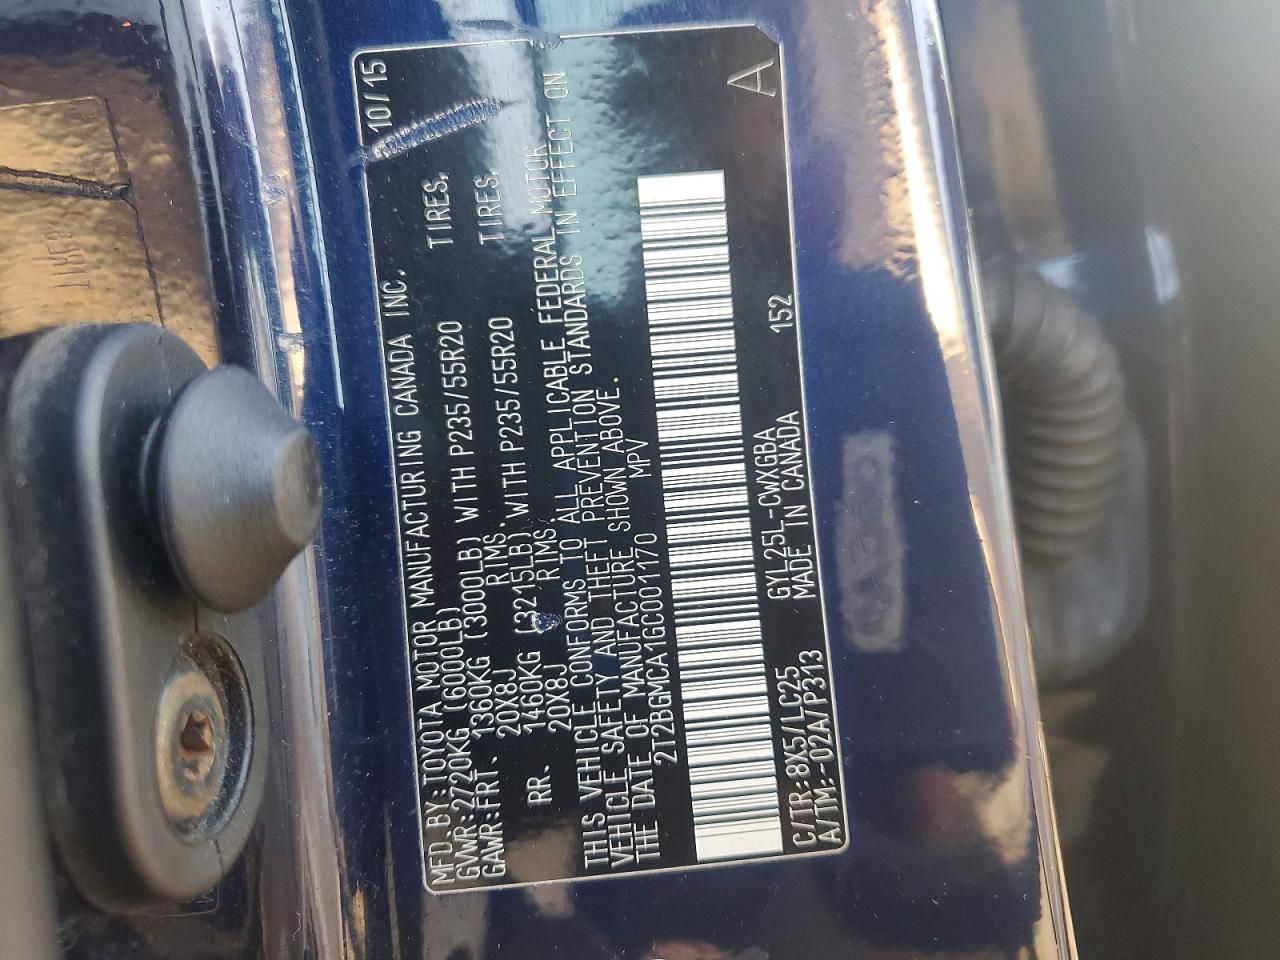 MFD.BY:TOYOTA MOTOR MANUFACTURING CANADA INC. 10/15
GVWR:2720KG (6000LB)
GAWR:FRT. 1360KG (3000LB) WITH P235/55R20 TIRES,
20X8J RIMS.
RR. 1460KG (3215LB) WITH P235/55R20 TIRES,
20X8J RIMS.
THIS VEHICLE CONFORMS TO ALL APPLICABLE FEDERAL MOTOR
VEHICLE SAFETY AND THEFT PREVENTION STANDARDS IN EFFECT ON
THE DATE OF MANUFACTURE SHOWN ABOVE.
2T2BGMCA1GC001170 MPV
C/TR:8X5/LC25 GYL25L-CWXGBA 152
A/TM:-02A/P313 MADE IN CANADA
A